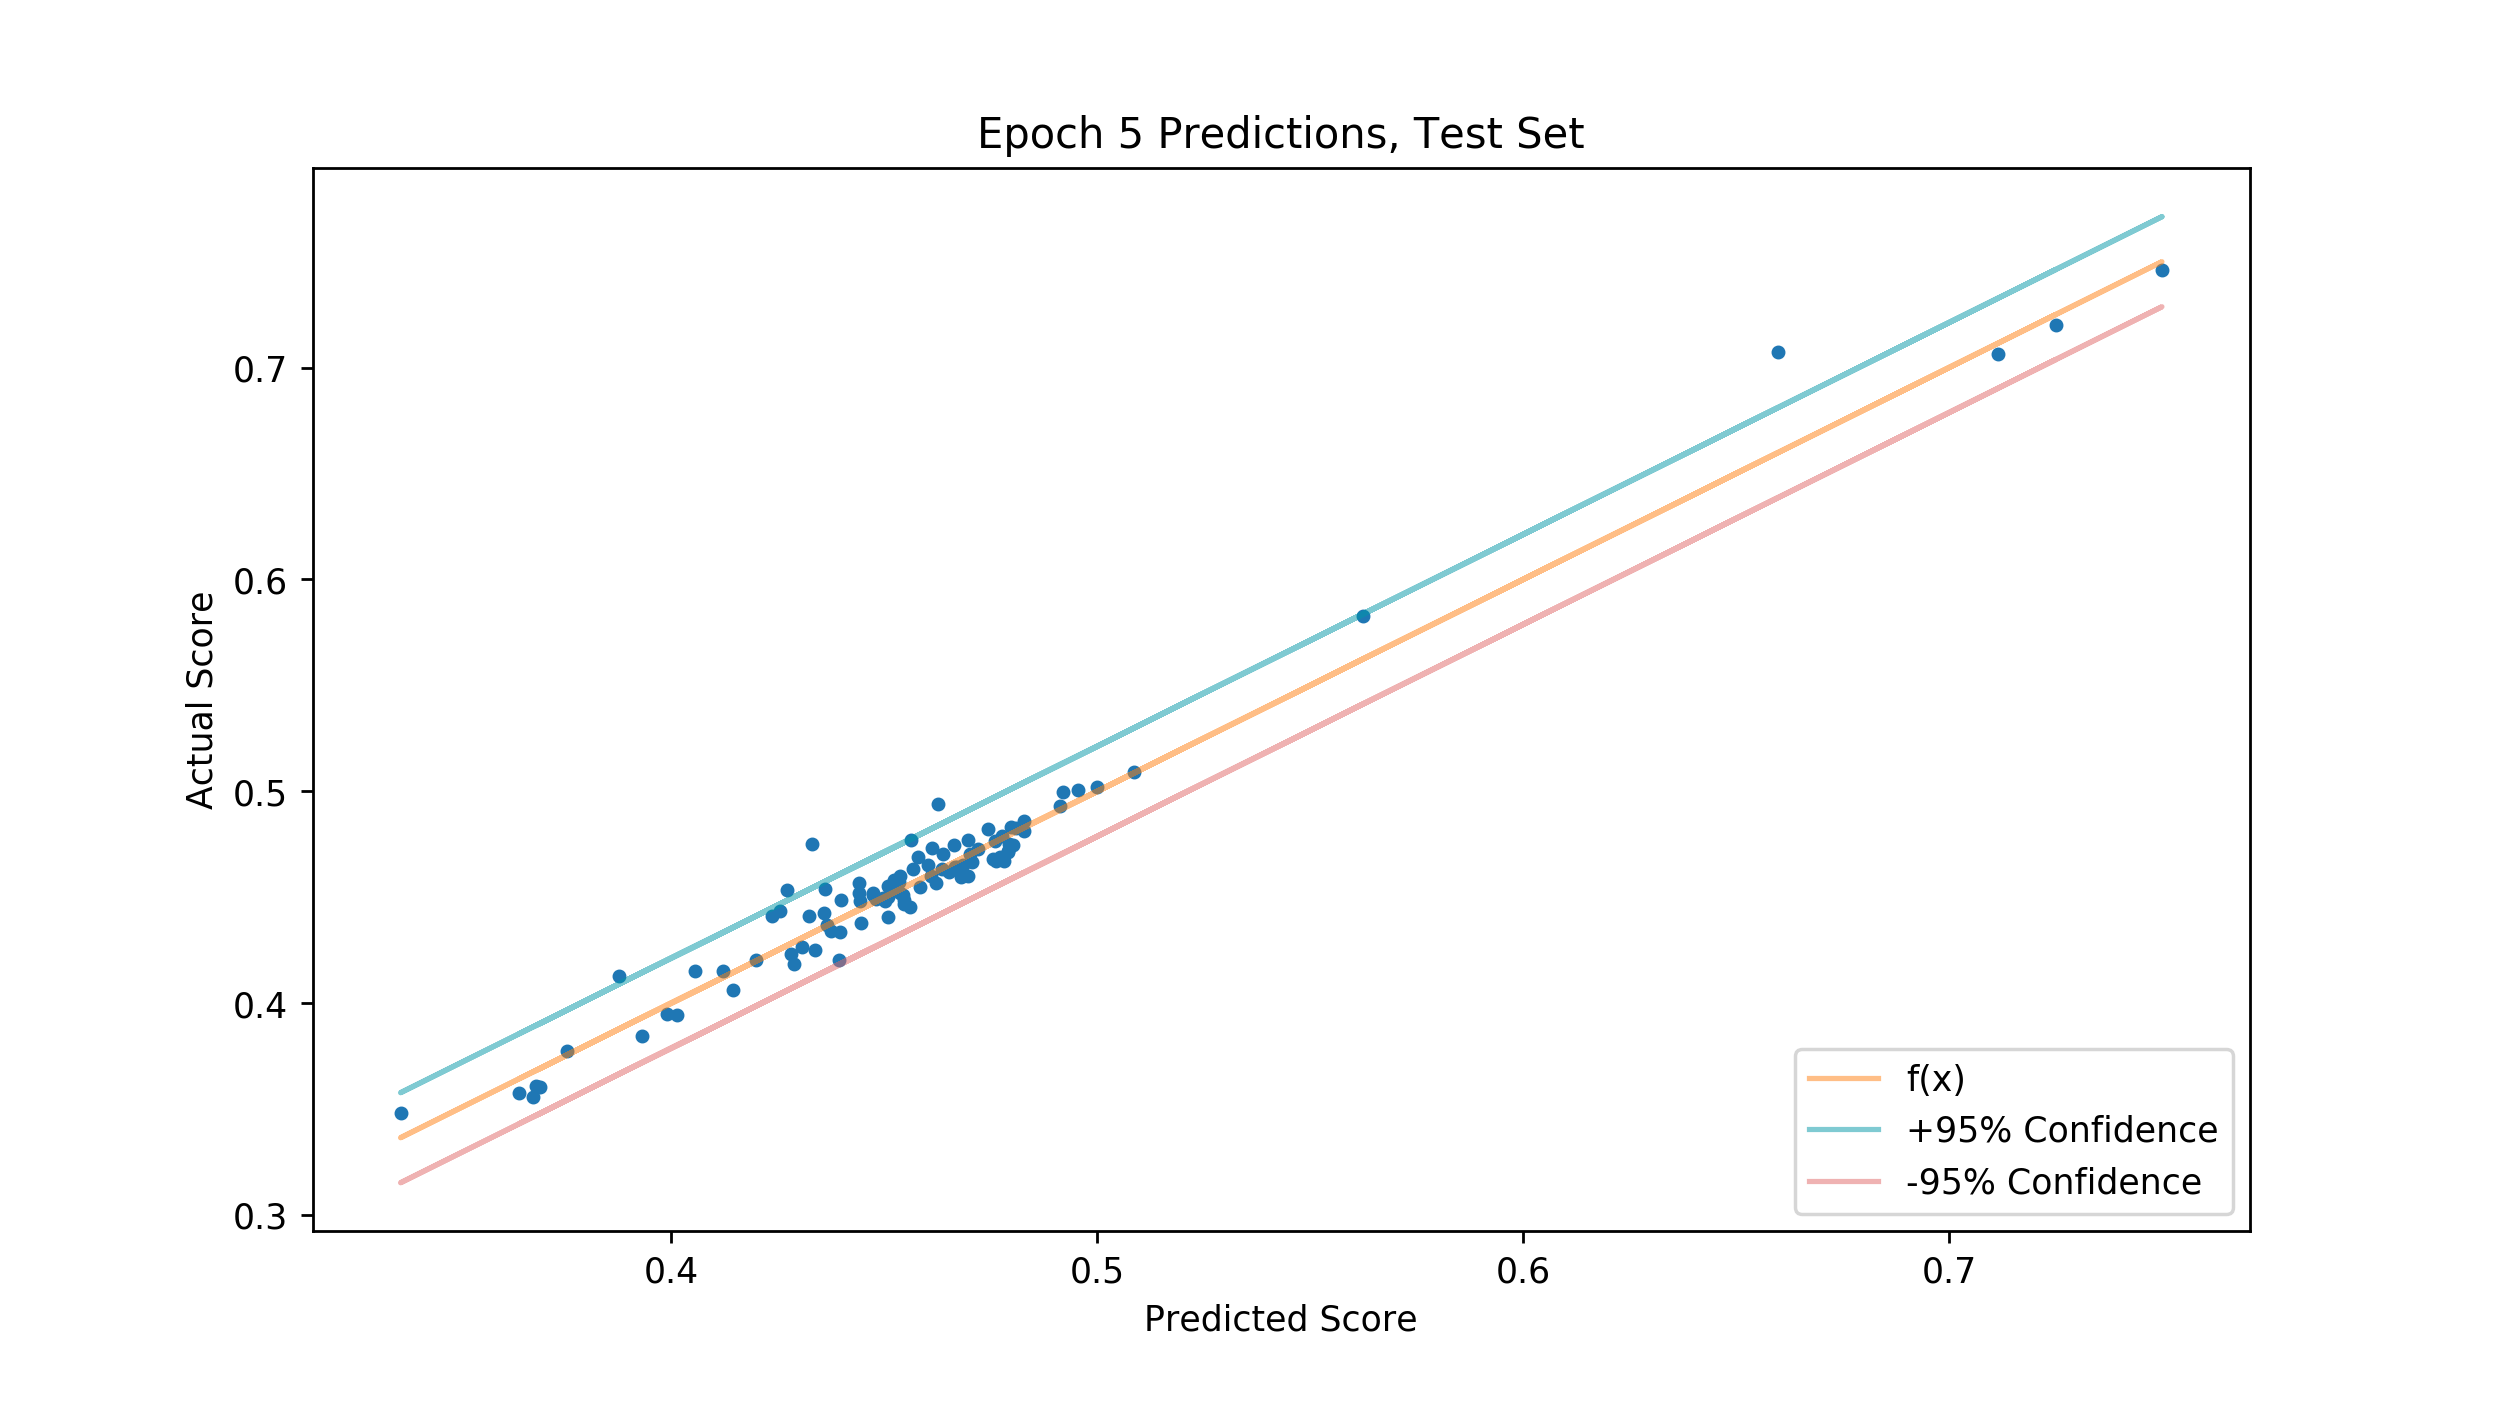 Epoch 5 Predictions, Test Set
Actual Score
0.7
0.6
0.5
0.4
0.3
0.4
0.5
0.6
0.7
Predicted Score
f(x)
+95% Confidence
-95% Confidence